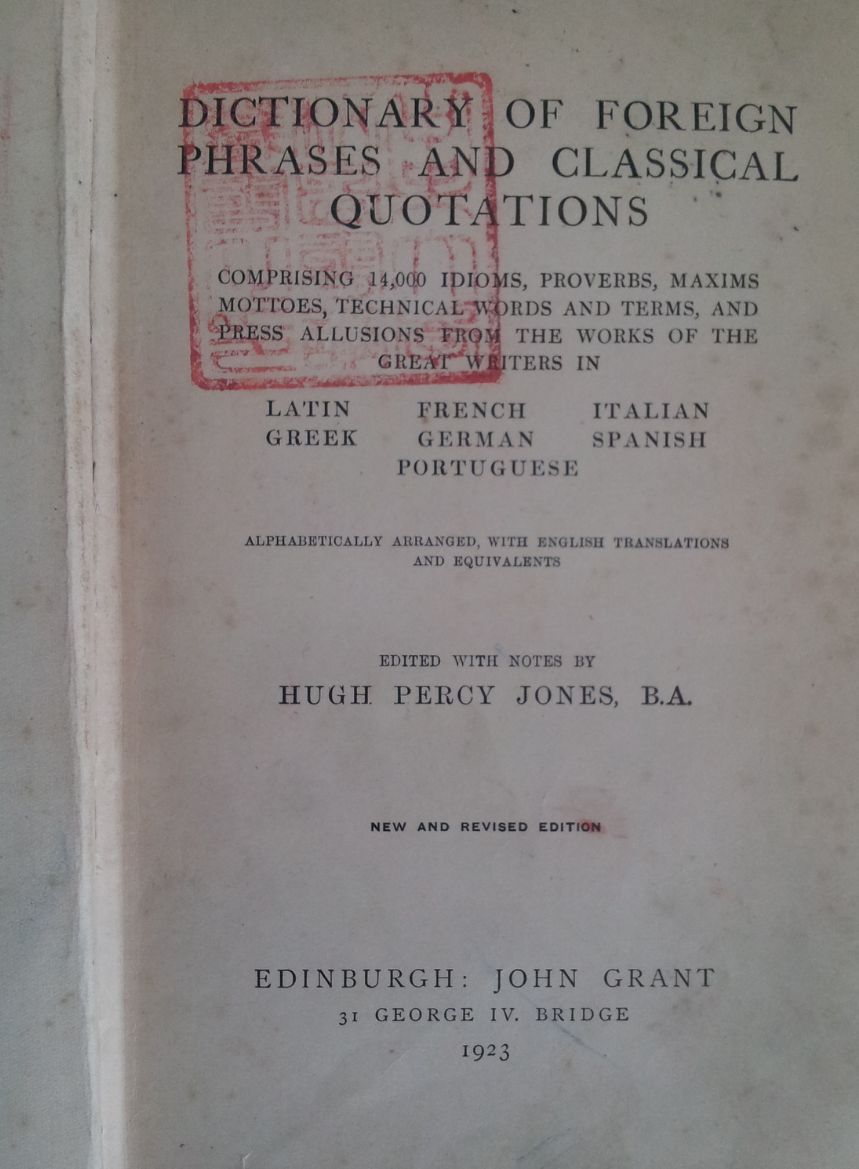 DICTIONARY OF FOREIGN
PHRASES AND CLASSICAL
QUOTATIONS
COMPRISING 14,000 IDIOMS, PROVERBS, MAXIMS
MOTTOES, TECHNICAL WORDS AND TERMS, AND
PRESS ALLUSIONS FROM THE WORKS OF THE
GREAT WRITERS IN
LATIN FRENCH ITALIAN
GREEK GERMAN SPANISH
PORTUGUESE
ALPHABETICALLY ARRANGED, WITH ENGLISH TRANSLATIONS
AND EQUIVALENTS
EDITED WITH NOTES BY
HUGH PERCY JONES, B.A.
NEW AND REVISED EDITION
EDINBURGH: JOHN GRANT
31 GEORGE IV. BRIDGE
1923